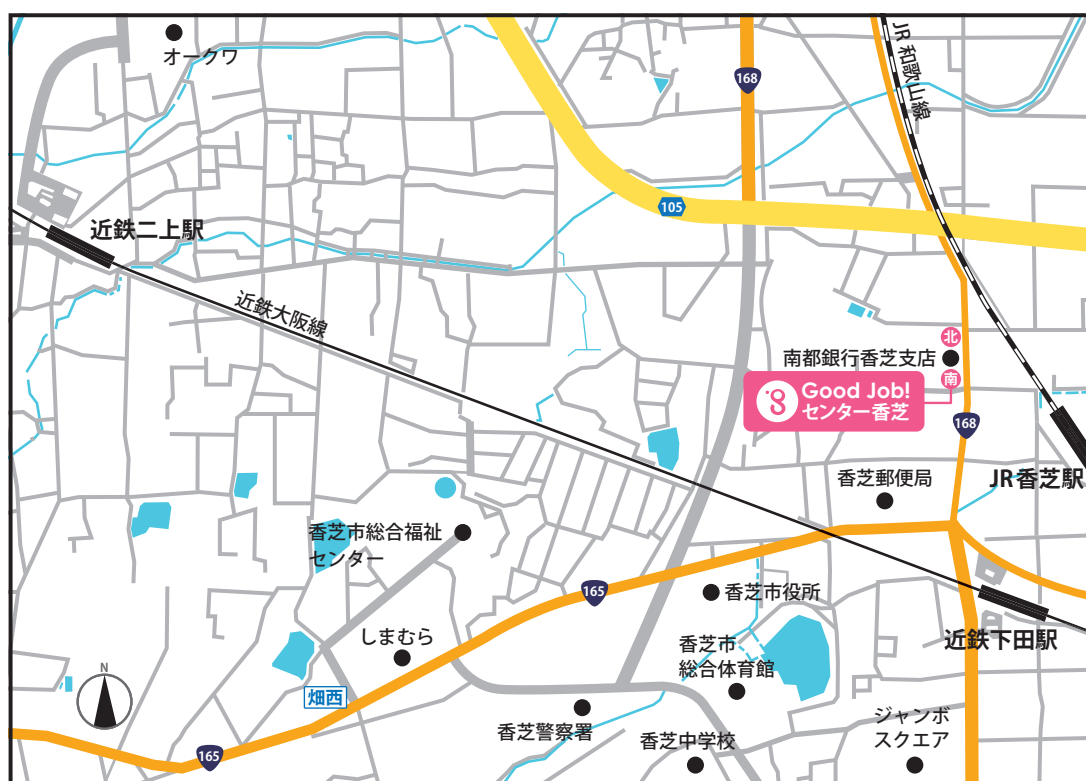 オークワ
168
JR 和歌山線
105
近鉄二上駅
近鉄大阪線
北
南都銀行香芝支店
南
Good Job!
センター香芝
168
JR 香芝駅
香芝郵便局
香芝市総合福祉
センター
165
香芝市役所
しまむら
香芝市
総合体育館
近鉄下田駅
N
畑西
香芝警察署
香芝中学校
ジャンボ
スクエア
165